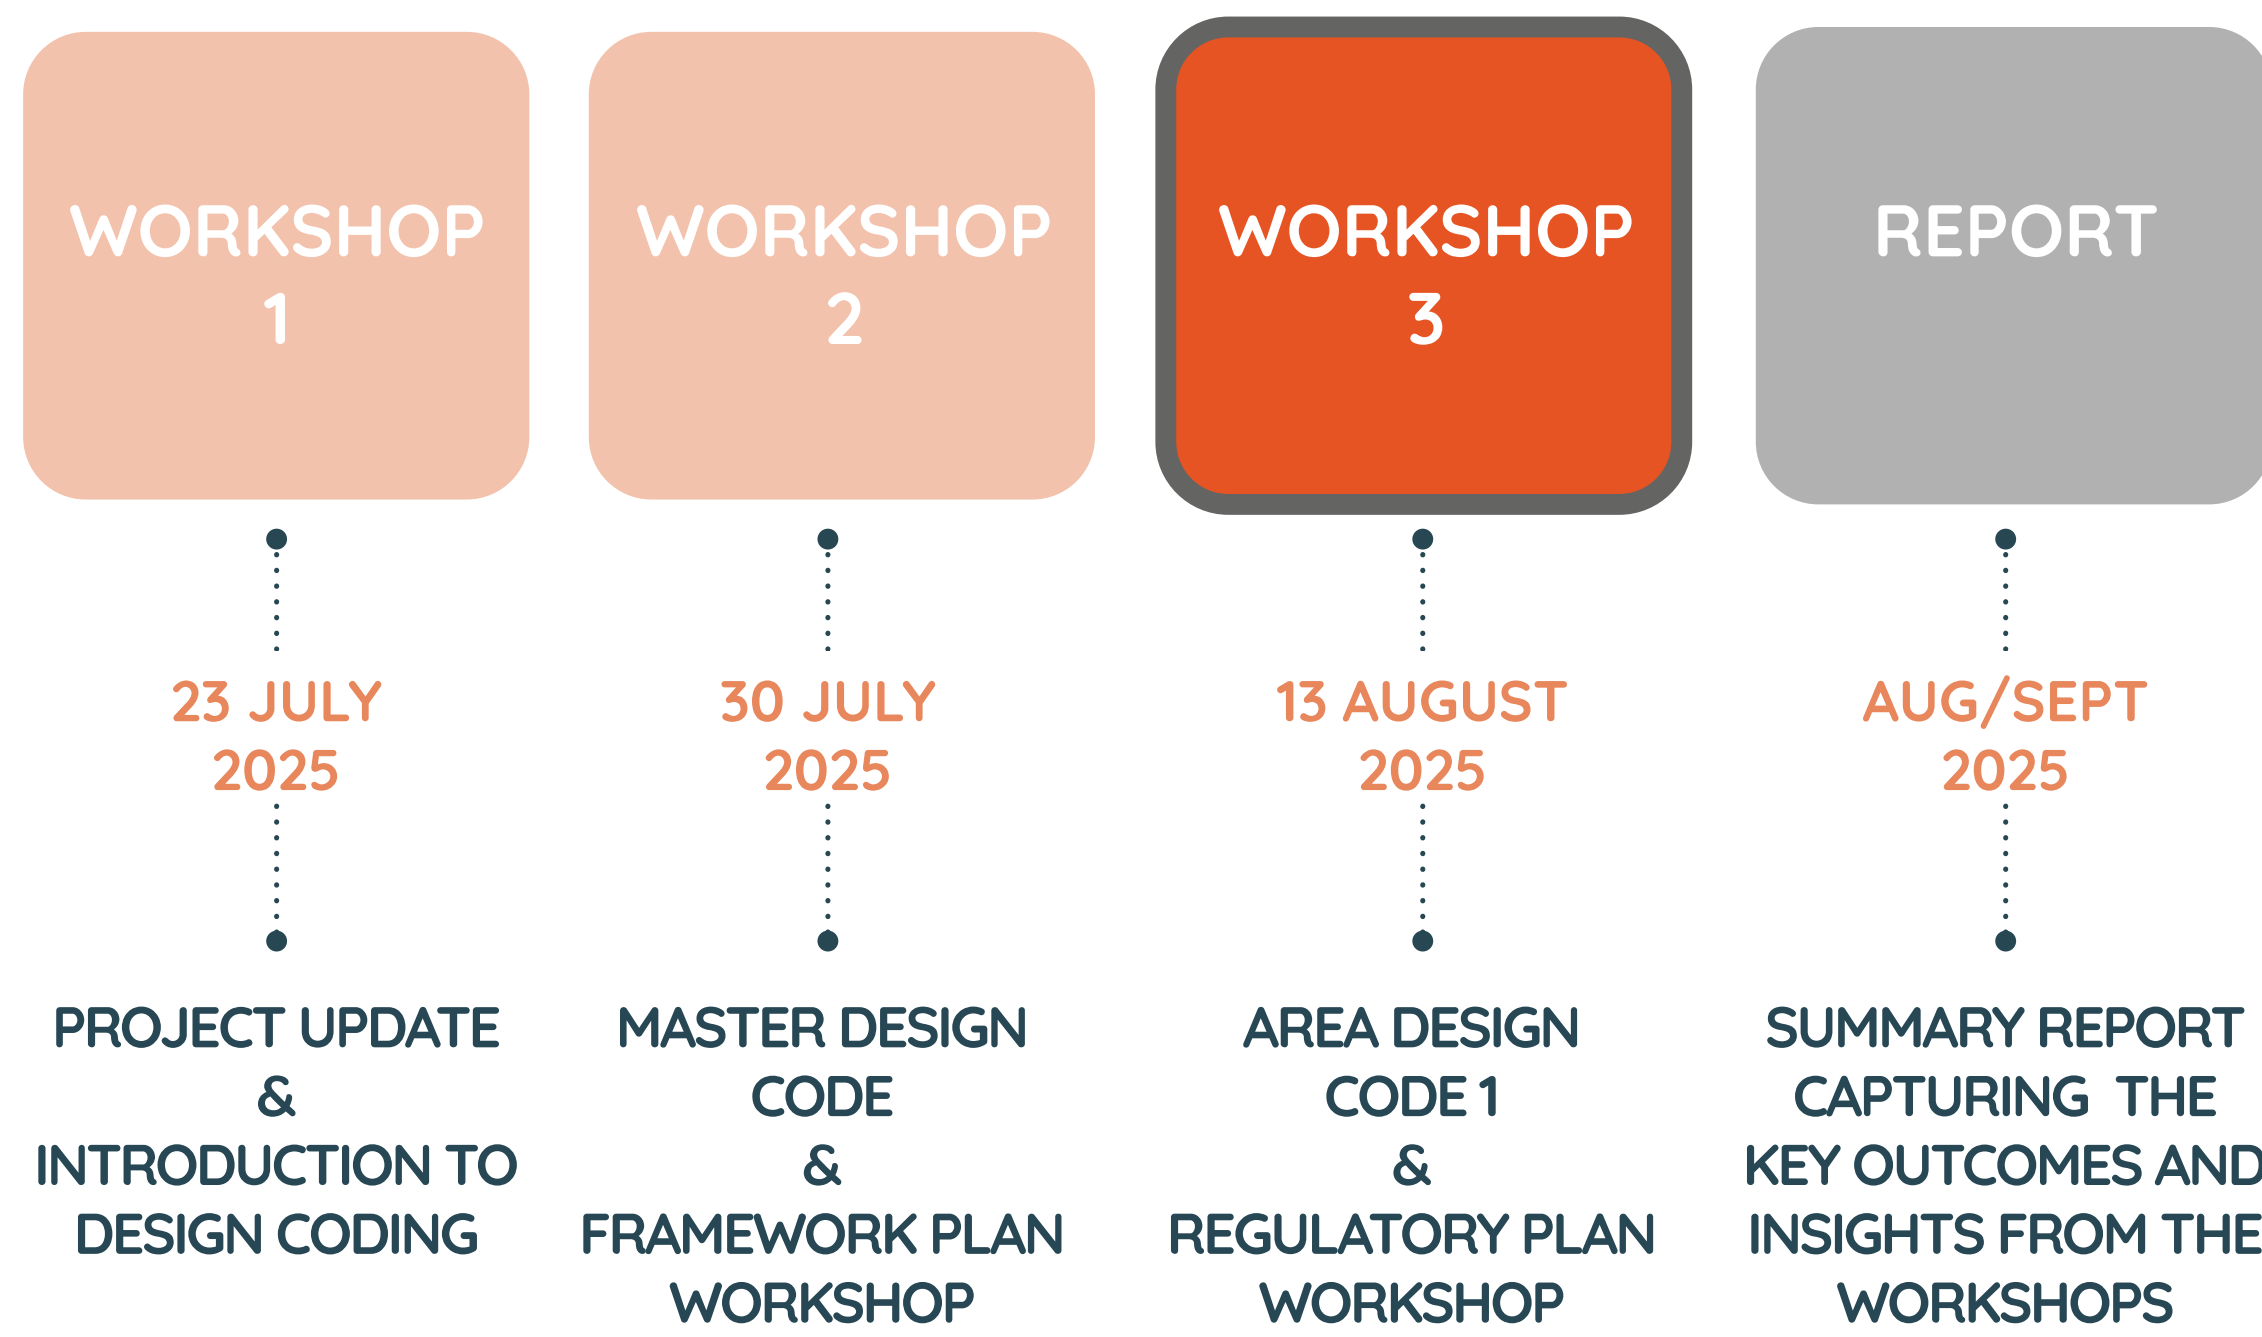 WORKSHOP
1
23 JULY
2025
PROJECT UPDATE
&
INTRODUCTION TO
DESIGN CODING
WORKSHOP
2
30 JULY
2025
MASTER DESIGN
CODE
&
FRAMEWORK PLAN
WORKSHOP
WORKSHOP
3
13 AUGUST
2025
AREA DESIGN
CODE 1
&
REGULATORY PLAN
WORKSHOP
REPORT
AUG/SEPT
2025
SUMMARY REPORT
CAPTURING THE
KEY OUTCOMES AND
INSIGHTS FROM THE
WORKSHOPS